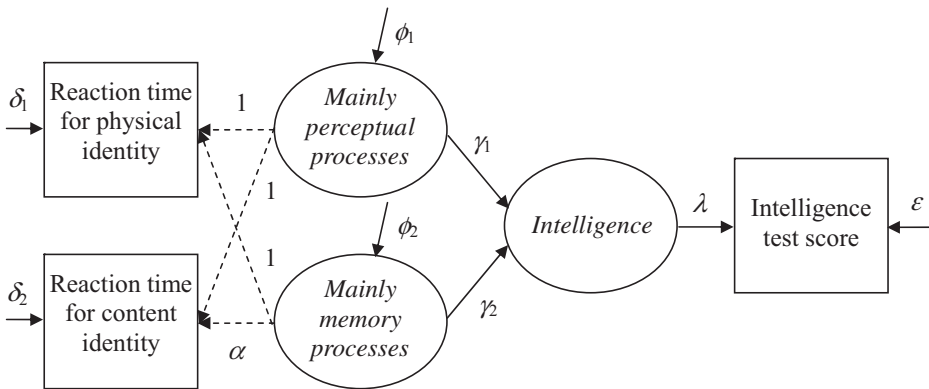 ϕ1
δ1
Reaction time
for physical
identity
1
Mainly
perceptual
processes
γ1
1
1
ϕ2
Intelligence
λ
Intelligence
test score
ε
δ2
Reaction time
for content
identity
α
Mainly
memory
processes
γ2